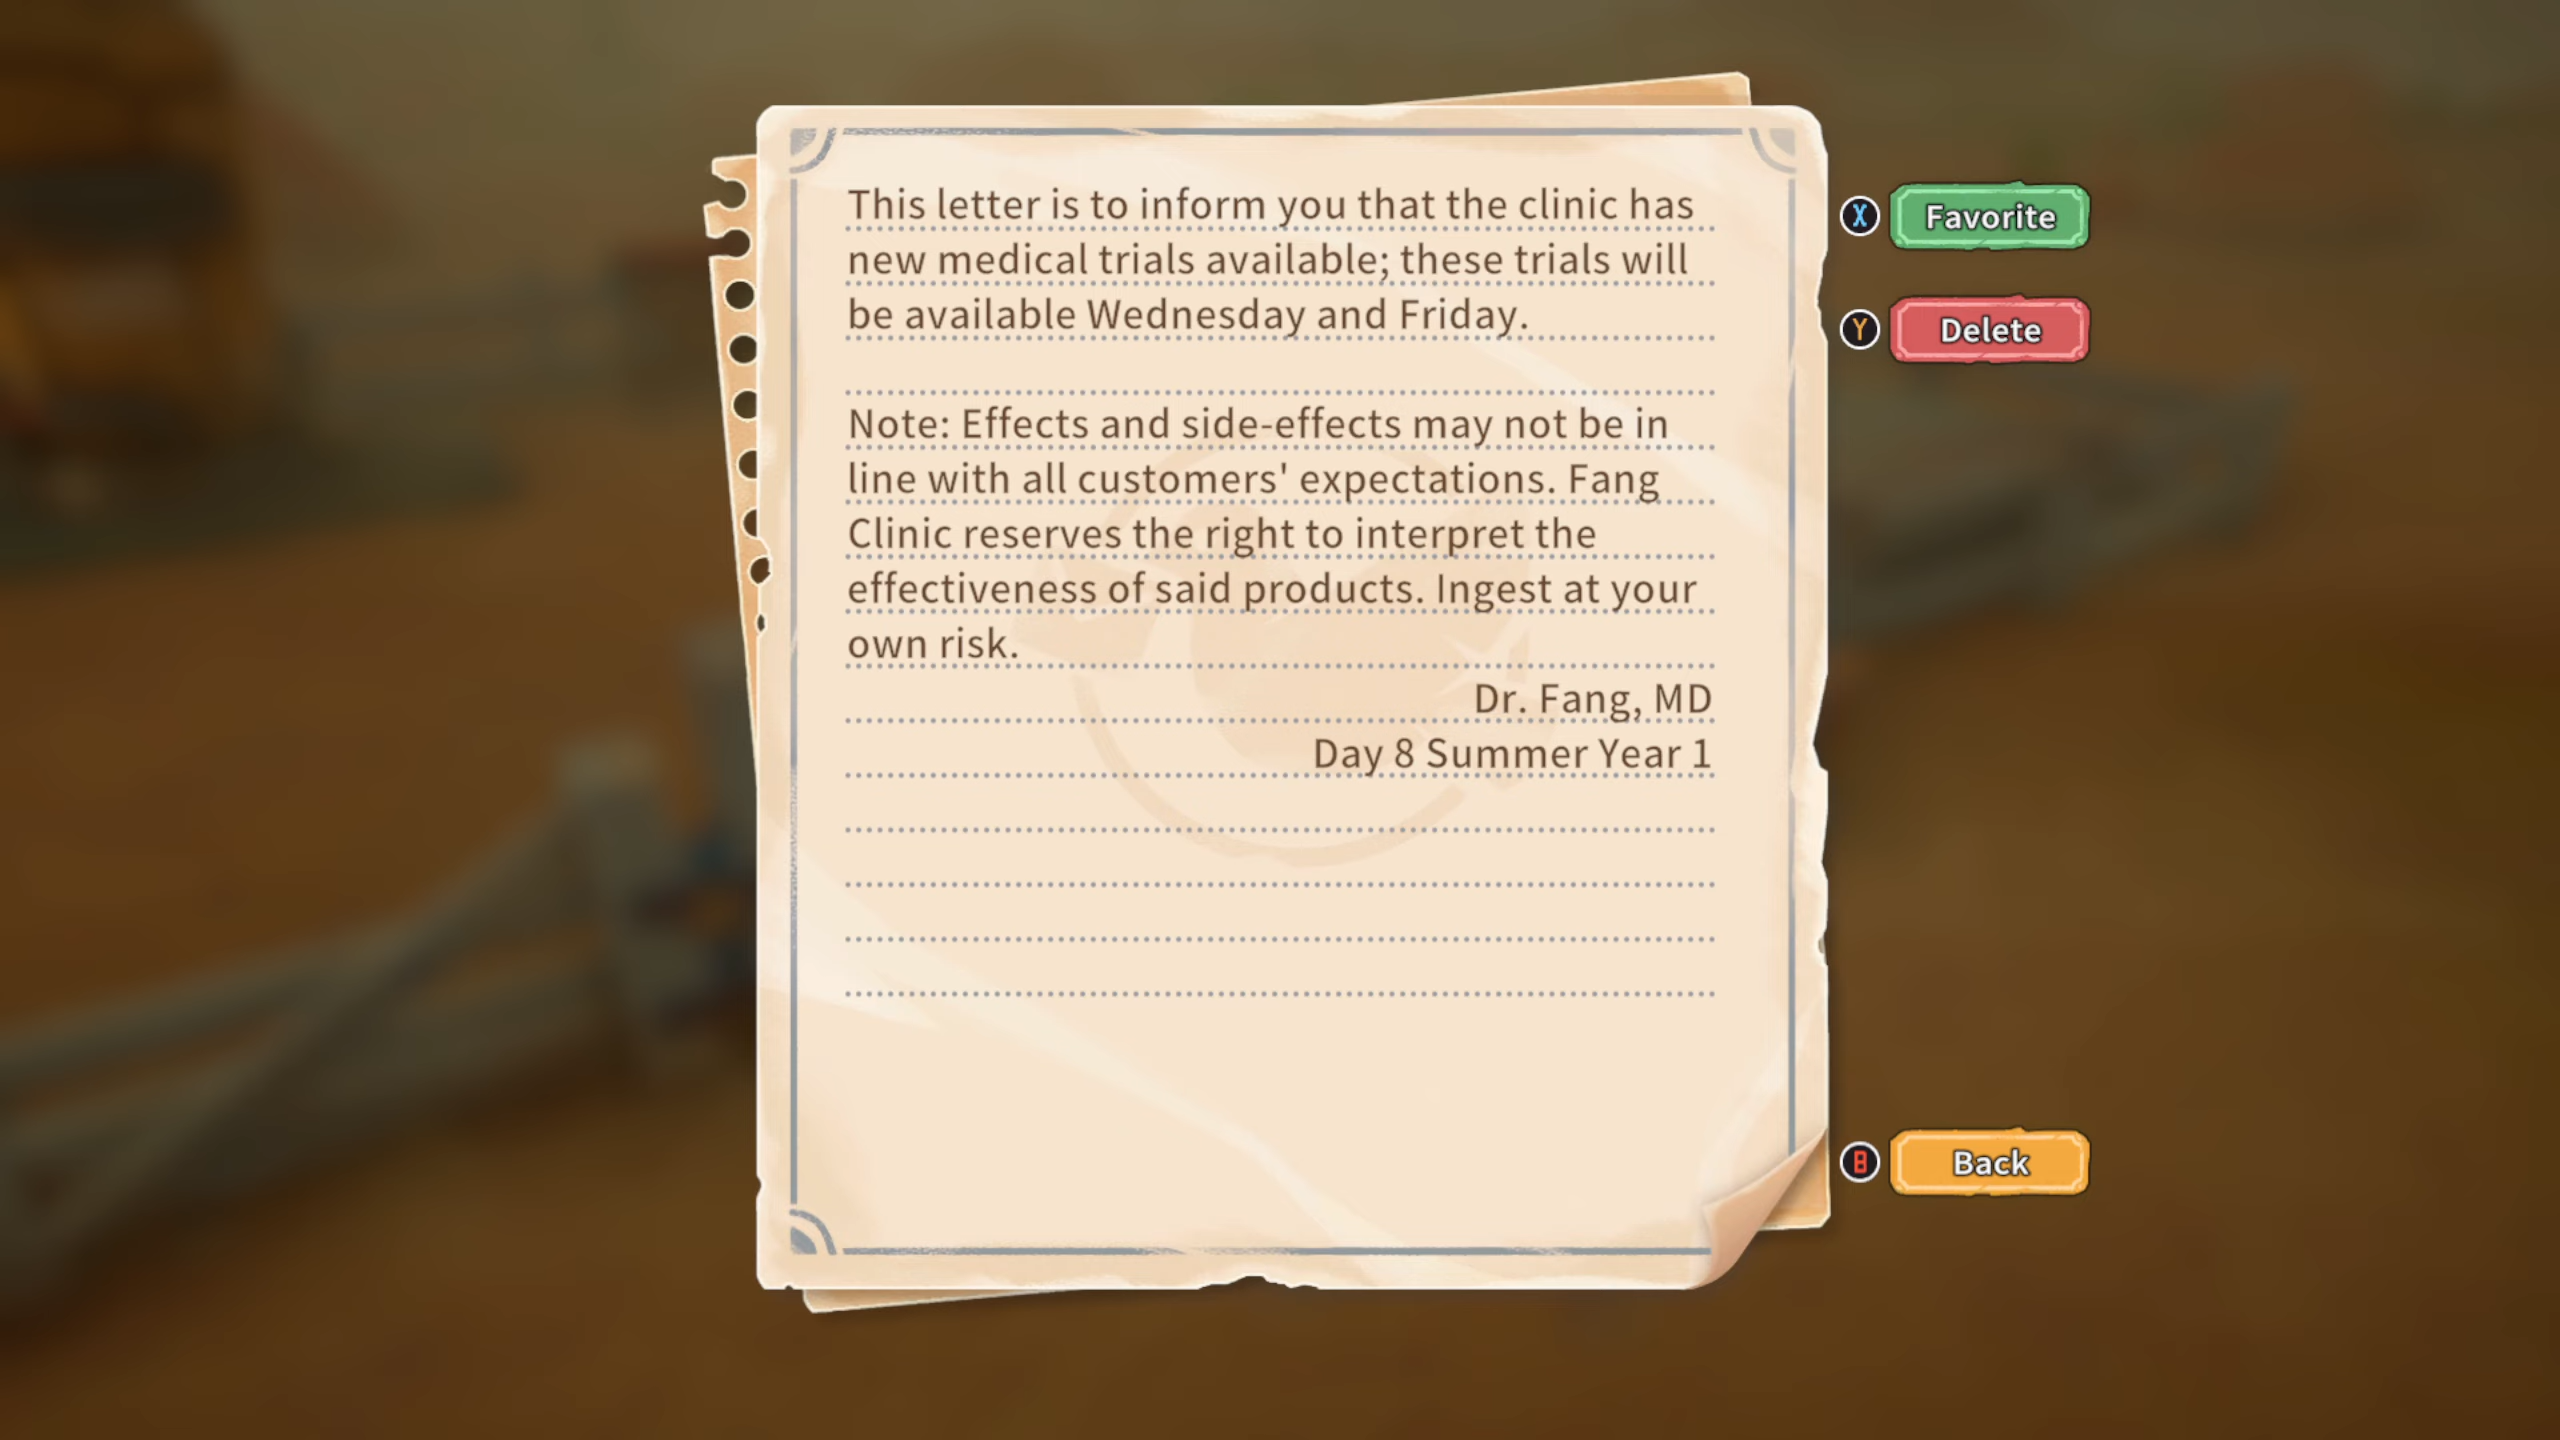 This letter is to inform you that the clinic has
new medical trials available; these trials will
be available Wednesday and Friday.
Note: Effects and side-effects may not be in
line with all customers' expectations. Fang
Clinic reserves the right to interpret the
effectiveness of said products. Ingest at your
own risk.
Dr. Fang, MD
Day 8 Summer Year 1
X Favorite
Y Delete
B Back